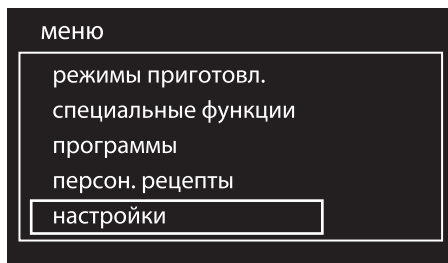 меню
режимы приготовл.
специальные функции
программы
персон. рецепты
настройки